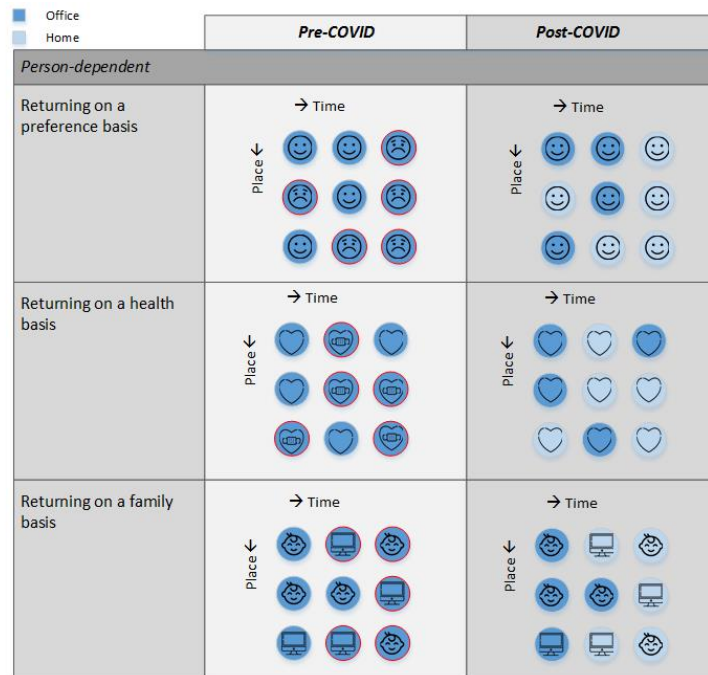 Office
Home
Pre-COVID
Post-COVID
Person-dependent
Returning on a
preference basis
→ Time
Place ←
→ Time
Place ←
Returning on a health
basis
→ Time
Place ←
→ Time
Place ←
Returning on a family
basis
→ Time
Place ←
→ Time
Place ←